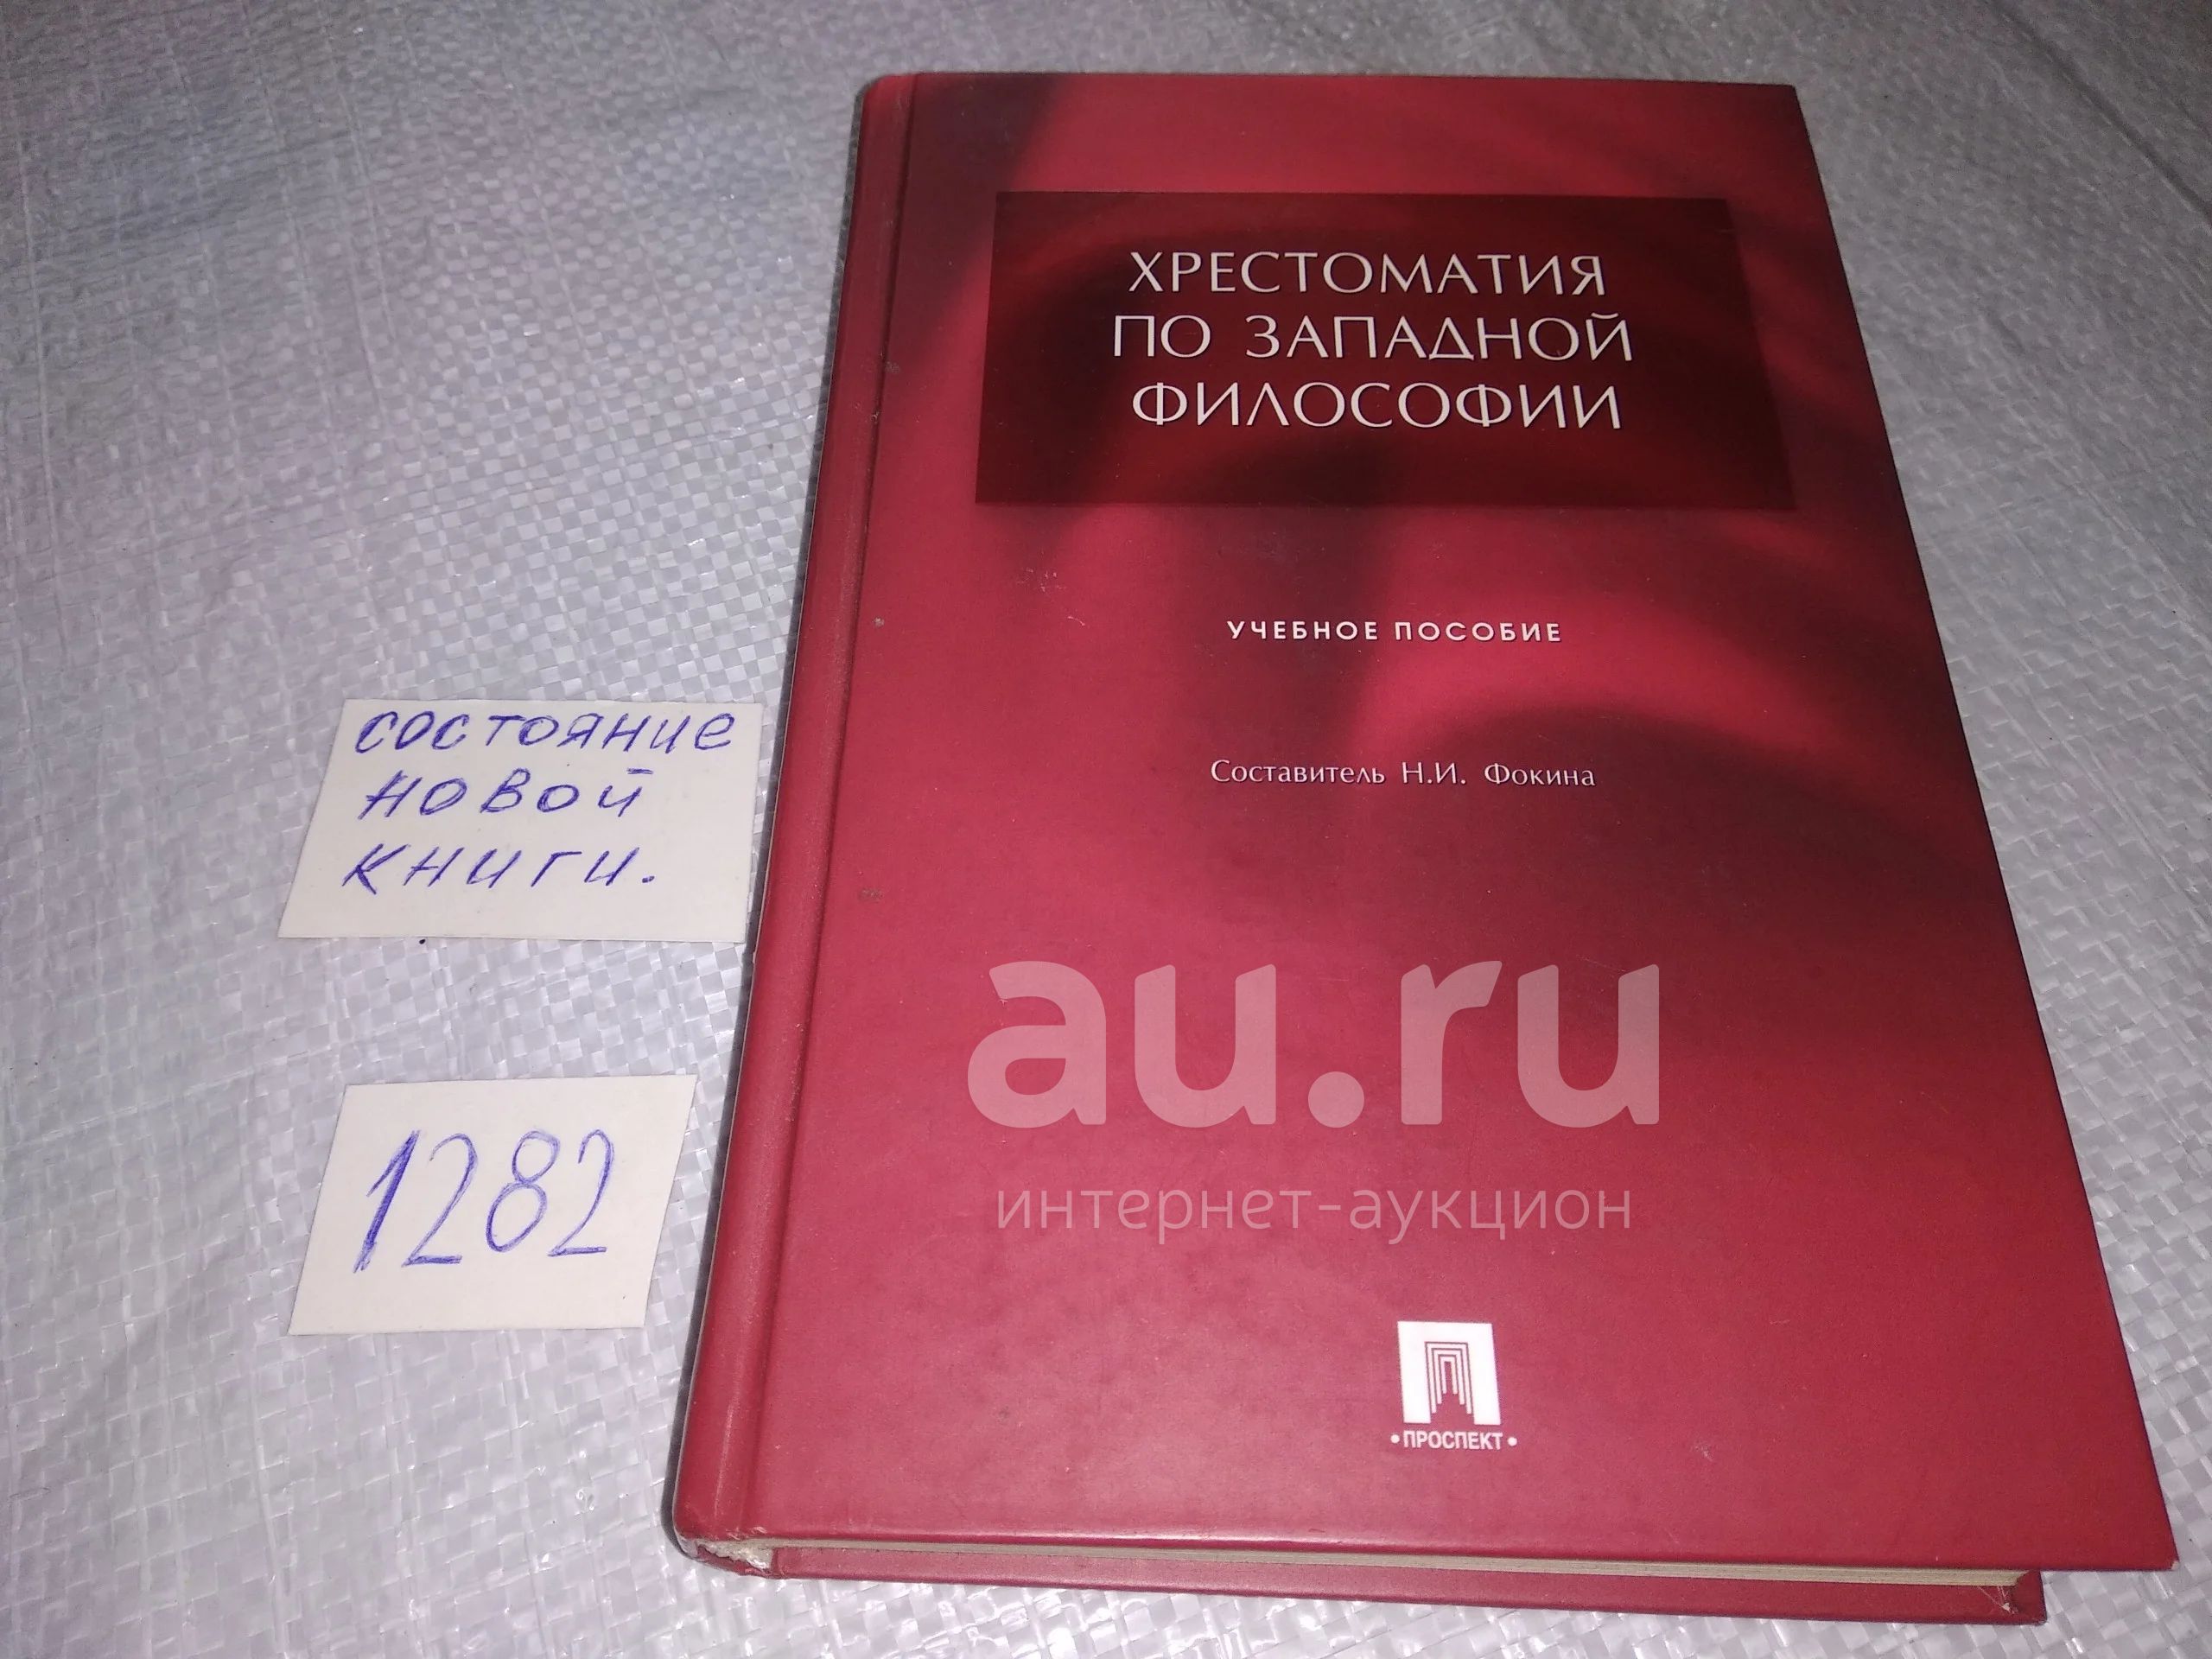 ХРЕСТОМАТИЯ
ПО ЗАПАДНОЙ
ФИЛОСОФИИ
УЧЕБНОЕ ПОСОБИЕ
Составитель Н.И. Фокина
состояние
новой
книги.
1282
au.ru
интернет-аукцион
•ПРОСПЕКТ•